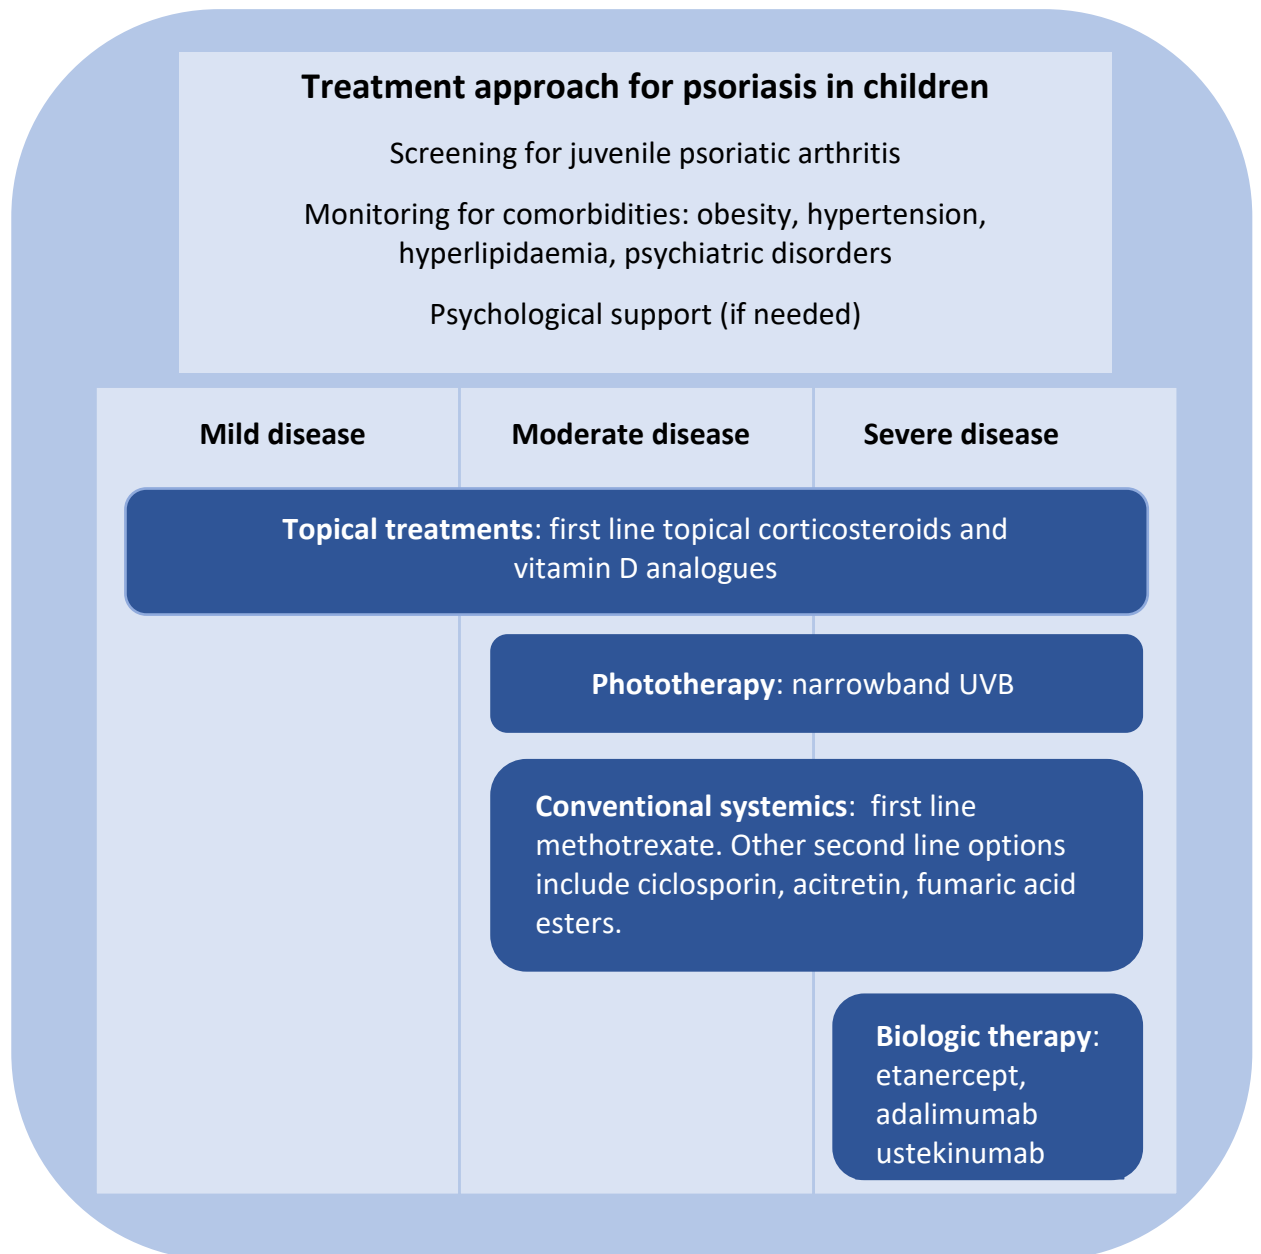 Treatment approach for psoriasis in children
Screening for juvenile psoriatic arthritis
Monitoring for comorbidities: obesity, hypertension,
hyperlipidaemia, psychiatric disorders
Psychological support (if needed)
Mild disease
Moderate disease
Severe disease
Topical treatments: first line topical corticosteroids and
vitamin D analogues
Phototherapy: narrowband UVB
Conventional systemics:  first line
methotrexate. Other second line options
include ciclosporin, acitretin, fumaric acid
esters.
Biologic therapy:
etanercept,
adalimumab
ustekinumab